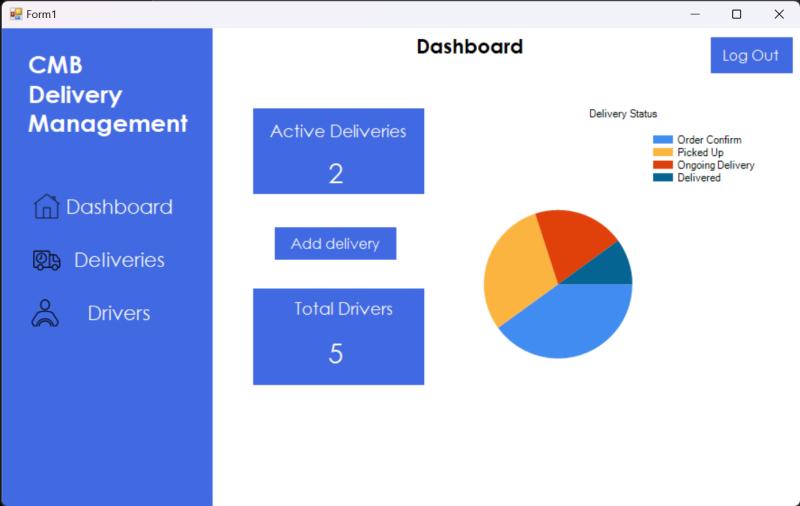 Form1
CMB
Delivery
Management
Dashboard
Deliveries
Drivers
Dashboard
Log Out
Active Deliveries
2
Add delivery
Total Drivers
5
Delivery Status
Order Confirm
Picked Up
Ongoing Delivery
Delivered